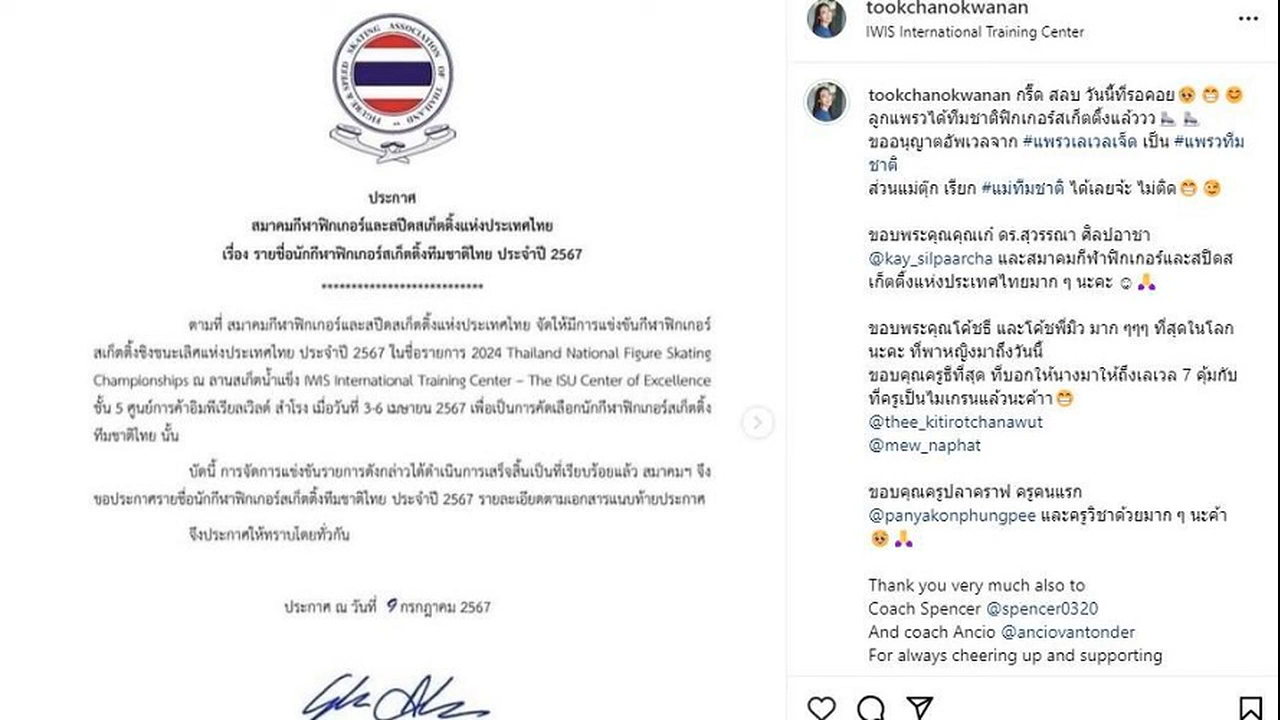 FIGURE & SPEED SKATING ASSOCIATION OF THAILAND
ประกาศ
สมาคมกีฬาฟิกเกอร์และสปีดสเก็ตติ้งแห่งประเทศไทย
เรื่อง รายชื่อนักกีฬาฟิกเกอร์สเก็ตติ้งทีมชาติไทย ประจำปี 2567
***************************
ตามที่ สมาคมกีฬาฟิกเกอร์และสปีดสเก็ตติ้งแห่งประเทศไทย จัดให้มีการแข่งขันกีฬาฟิกเกอร์
สเก็ตติ้งชิงชนะเลิศแห่งประเทศไทย ประจำปี 2567 ในชื่อรายการ 2024 Thailand National Figure Skating
Championships ณ ลานสเก็ตน้ำแข็ง IWIS International Training Center – The ISU Center of Excellence
ชั้น 5 ศูนย์การค้าอิมพีเรียลเวิลด์ สำโรง เมื่อวันที่ 3-6 เมษายน 2567 เพื่อเป็นการคัดเลือกนักกีฬาฟิกเกอร์สเก็ตติ้ง
ทีมชาติไทย นั้น
บัดนี้ การจัดการแข่งขันรายการดังกล่าวได้ดำเนินการเสร็จสิ้นเป็นที่เรียบร้อยแล้ว สมาคมฯ จึง
ขอประกาศรายชื่อนักกีฬาฟิกเกอร์สเก็ตติ้งทีมชาติไทย ประจำปี 2567 รายละเอียดตามเอกสารแนบท้ายประกาศ
จึงประกาศให้ทราบโดยทั่วกัน
ประกาศ ณ วันที่ 9 กรกฎาคม 2567
tookchanokwanan
IWIS International Training Center
tookchanokwanan กรี๊ด สลบ วันนี้ที่รอคอย🥹😁😊
ลูกแพรวได้ทีมชาติฟิกเกอร์สเก็ตติ้งแล้ววว⛸️⛸️
ขออนุญาตอัพเวลจาก #แพรวเลเวลเจ็ด เป็น #แพรวทีม
ชาติ
ส่วนแม่ตุ๊ก เรียก #แม่ทีมชาติ ได้เลยจ้ะ ไม่ติด😁😉
ขอบพระคุณคุณเก๋ ดร.สุวรรณา ศิลปอาชา
@kay_silpaarcha และสมาคมกีฬาฟิกเกอร์และสปีดส
เก็ตติ้งแห่งประเทศไทยมาก ๆ นะคะ ☺🙏
ขอบพระคุณโค้ชธี และโค้ชพี่มิว มาก ๆๆๆ ที่สุดในโลก
นะคะ ที่พาหญิงมาถึงวันนี้
ขอบคุณครูธีที่สุด ที่บอกให้นางมาให้ถึงเลเวล 7 คุ้มกับ
ที่ครูเป็นไมเกรนแล้วนะค้าา😁
@thee_kitirotchanawut
@mew_naphat
ขอบคุณครูปลาคราฟ ครูคนแรก
@panyakonphungpee และครูวิชาด้วยมาก ๆ นะค้า
🥹🙏
Thank you very much also to
Coach Spencer @spencer0320
And coach Ancio @anciovantonder
For always cheering up and supporting